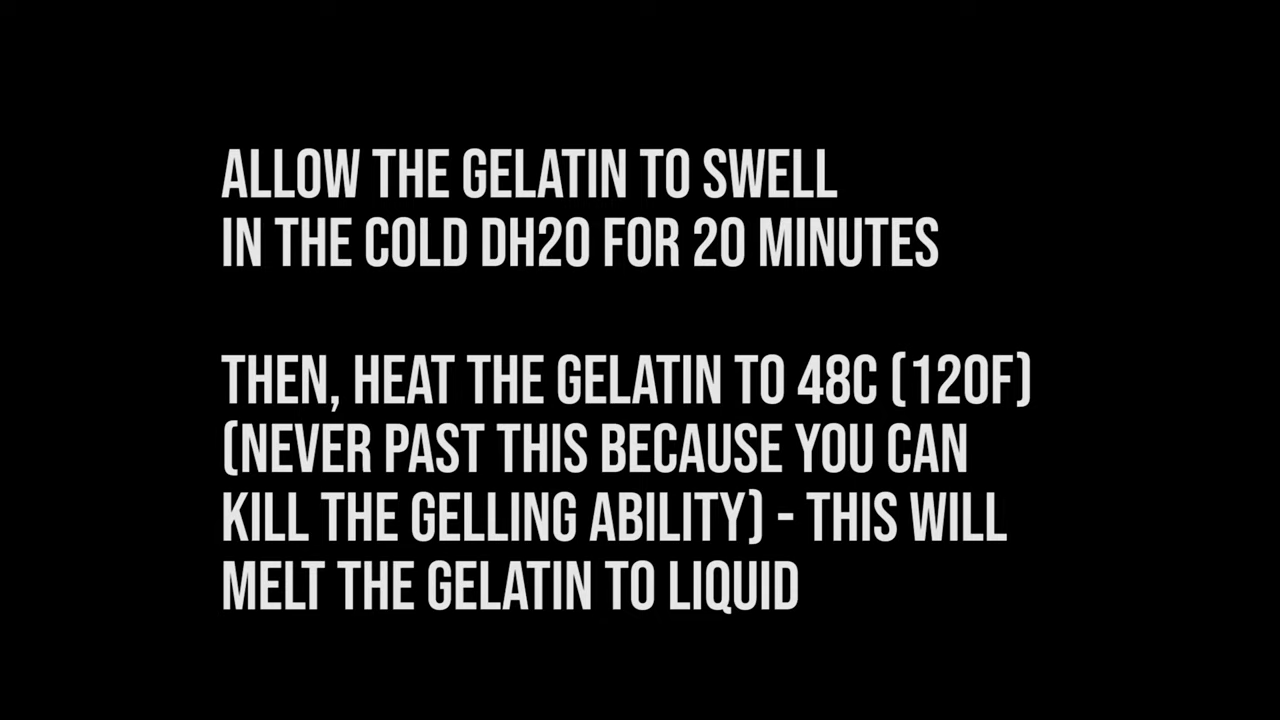 ALLOW THE GELATIN TO SWELL
IN THE COLD DH20 FOR 20 MINUTES
THEN, HEAT THE GELATIN TO 48C (120F)
(NEVER PAST THIS BECAUSE YOU CAN
KILL THE GELLING ABILITY) - THIS WILL
MELT THE GELATIN TO LIQUID